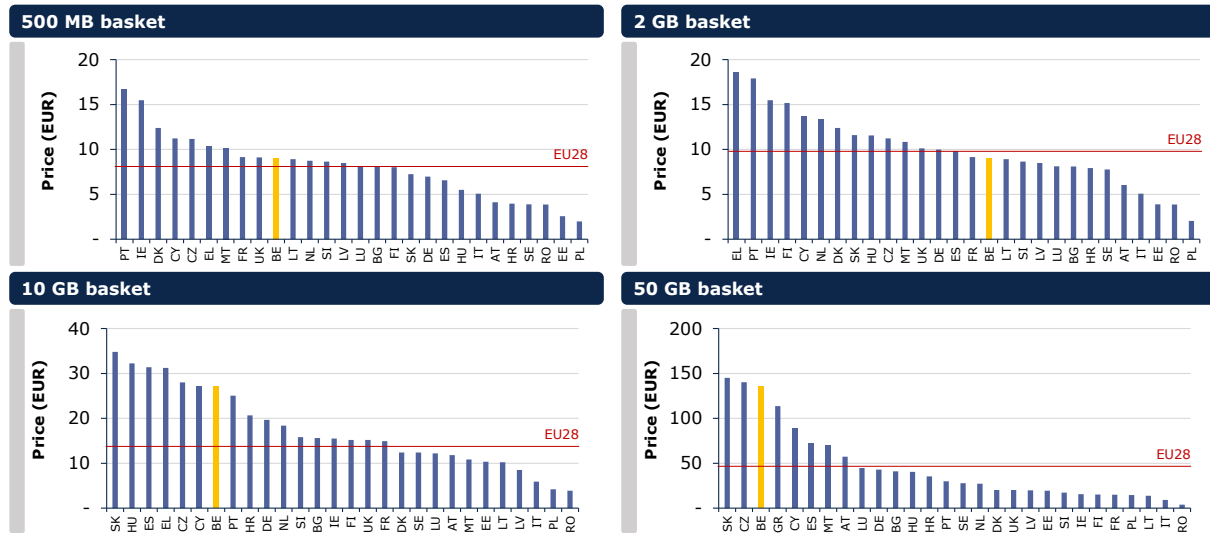 500 MB basket
Price (EUR)
20
15
10
5
-
EU28
PT IE DK CY CZ EL MT FR UK BE LT NL SI LV LU BG FI SK DE ES HU IT AT HR SE RO EE PL
2 GB basket
Price (EUR)
20
15
10
5
-
EU28
EL PT IE FI CY NL DK SK HU CZ MT UK DE ES FR BE LT SI LV LU BG HR SE AT IT EE RO PL
10 GB basket
Price (EUR)
40
30
20
10
-
EU28
SK HU ES EL CZ CY BE PT HR DE NL SI BG IE FI UK FR DK SE LU AT MT EE LT LV IT PL RO
50 GB basket
Price (EUR)
200
150
100
50
-
EU28
SK CZ BE GR CY ES MT AT LU DE BG HU HR PT SE NL DK UK LV EE SI IE FI FR PL LT IT RO